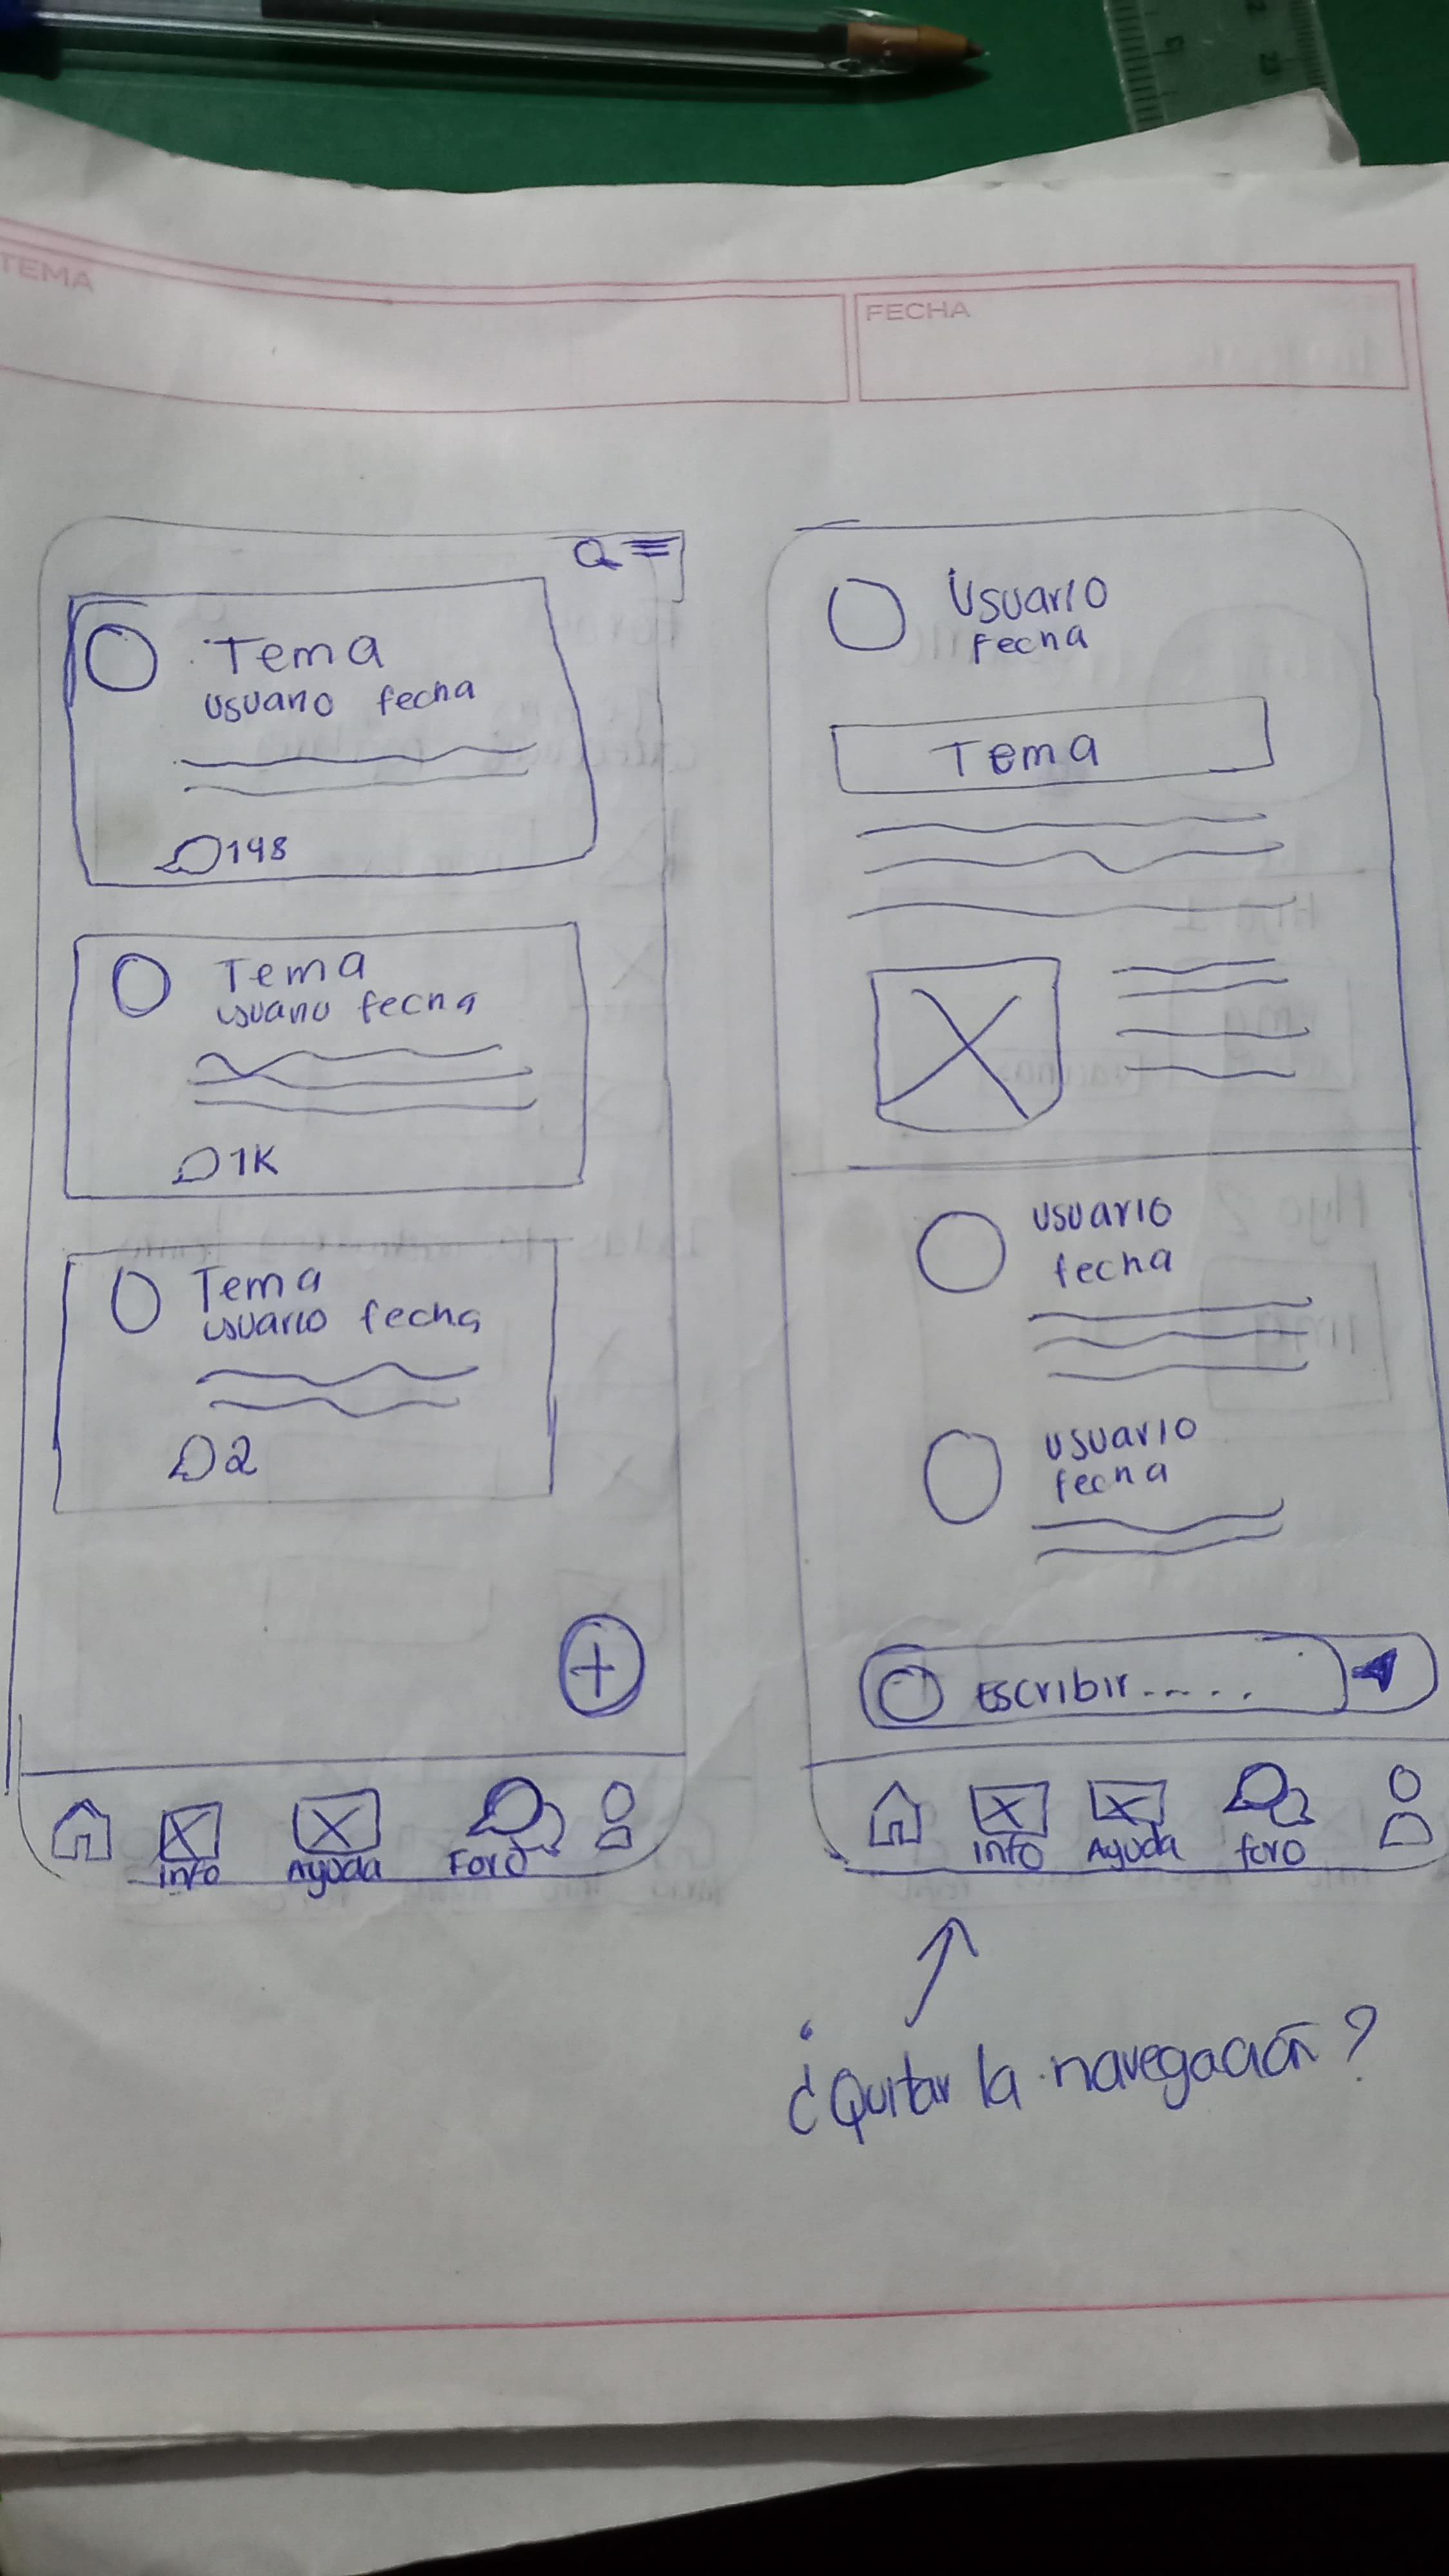 TEMA
FECHA
Tema
usuario fecha
198
Tema
usuario fecha
1K
Tema
usuario fecha
2
info
Ayuda
Foro
Usuario
Fecha
Tema
usuario
fecha
usuario
fecha
Escribir.....
Info
Ayuda
foro
¿Quitar la navegación?